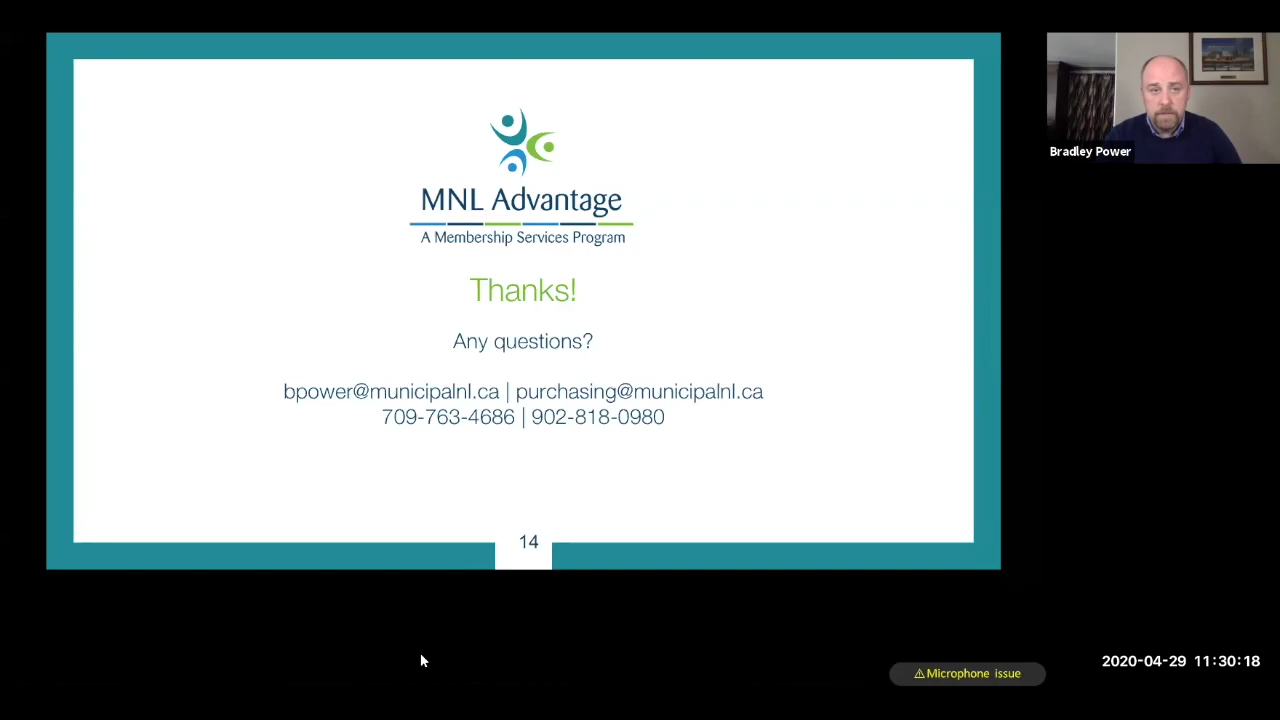 MNL Advantage
A Membership Services Program
Thanks!
Any questions?
bpower@municipalnl.ca | purchasing@municipalnl.ca
709-763-4686 | 902-818-0980
14
Bradley Power
⚠Microphone issue
2020-04-29 11:30:18